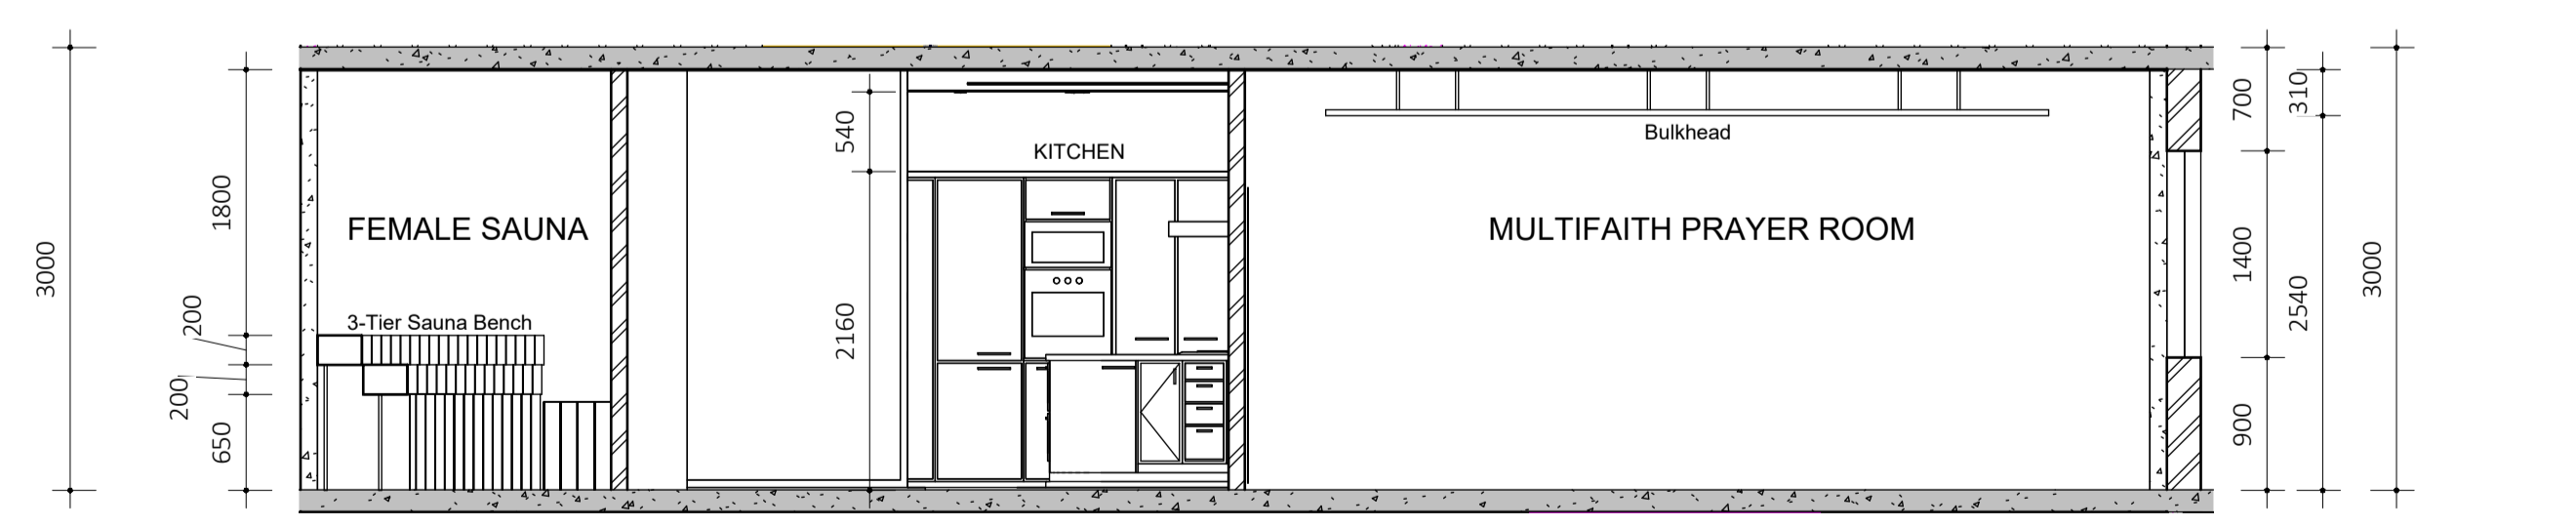 3000
1800
200
200
650
FEMALE SAUNA
3-Tier Sauna Bench
540
2160
KITCHEN
Bulkhead
MULTIFAITH PRAYER ROOM
700
1400
900
310
2540
3000